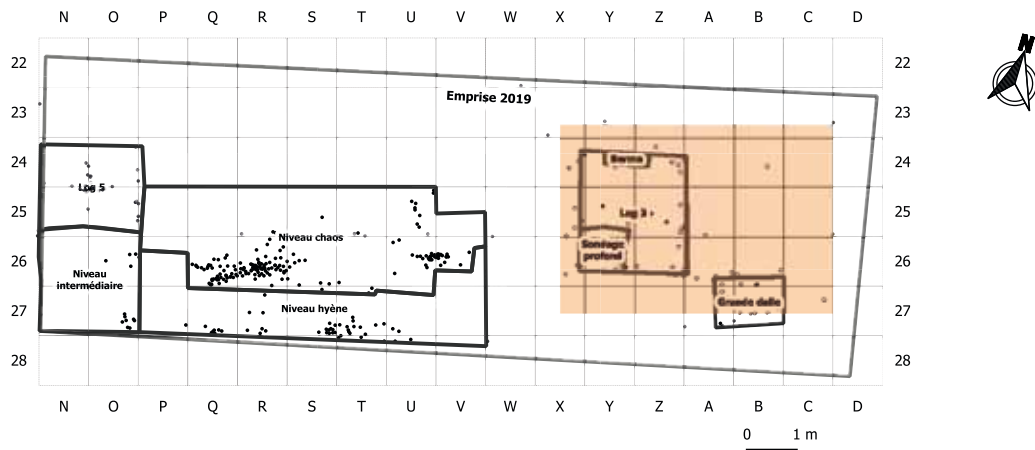 N O P Q R S T U V W X Y Z A B C D
N
22 22
Emprise 2019
23 23
24 24
Berme
Log 5
25 25
Log 3
Niveau chaos
Sondage
profond
26 26
Niveau
intermédiaire
27 27
Niveau hyène
Grande dalle
28 28
N O P Q R S T U V W X Y Z A B C D
0 1 m